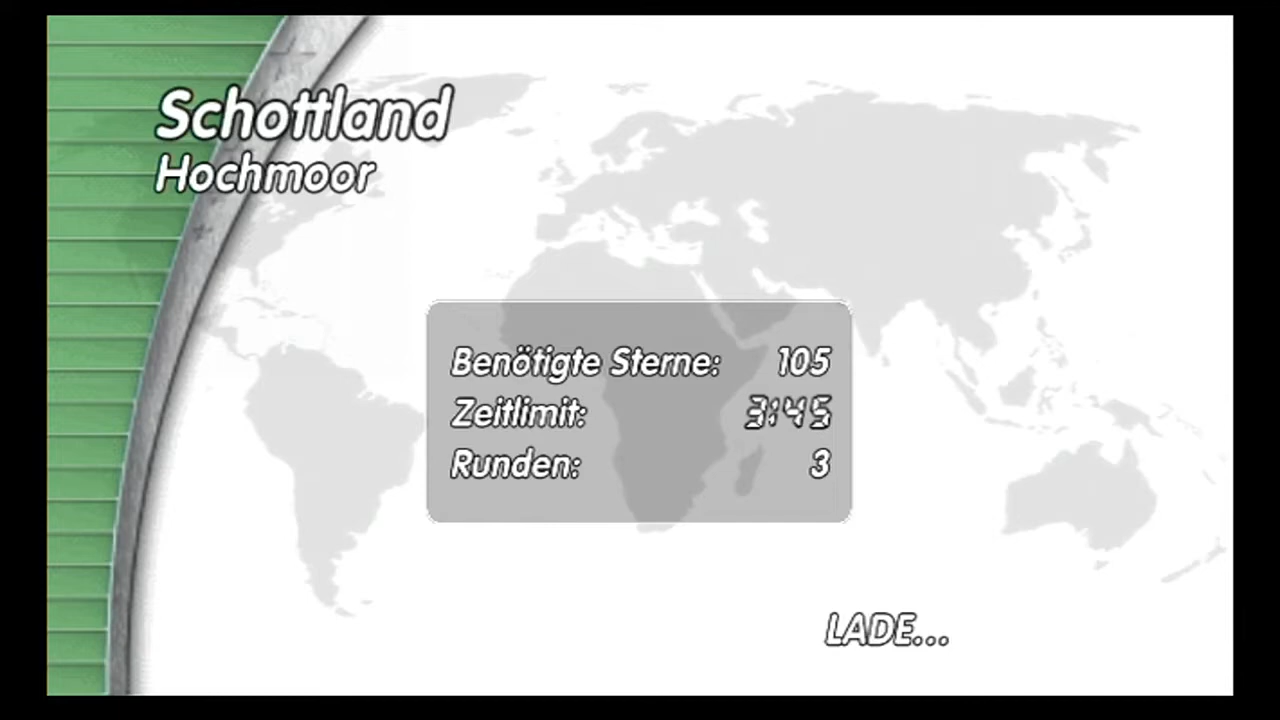 Schottland
Hochmoor
Benötigte Sterne: 105
Zeitlimit: 3:45
Runden: 3
LADE...